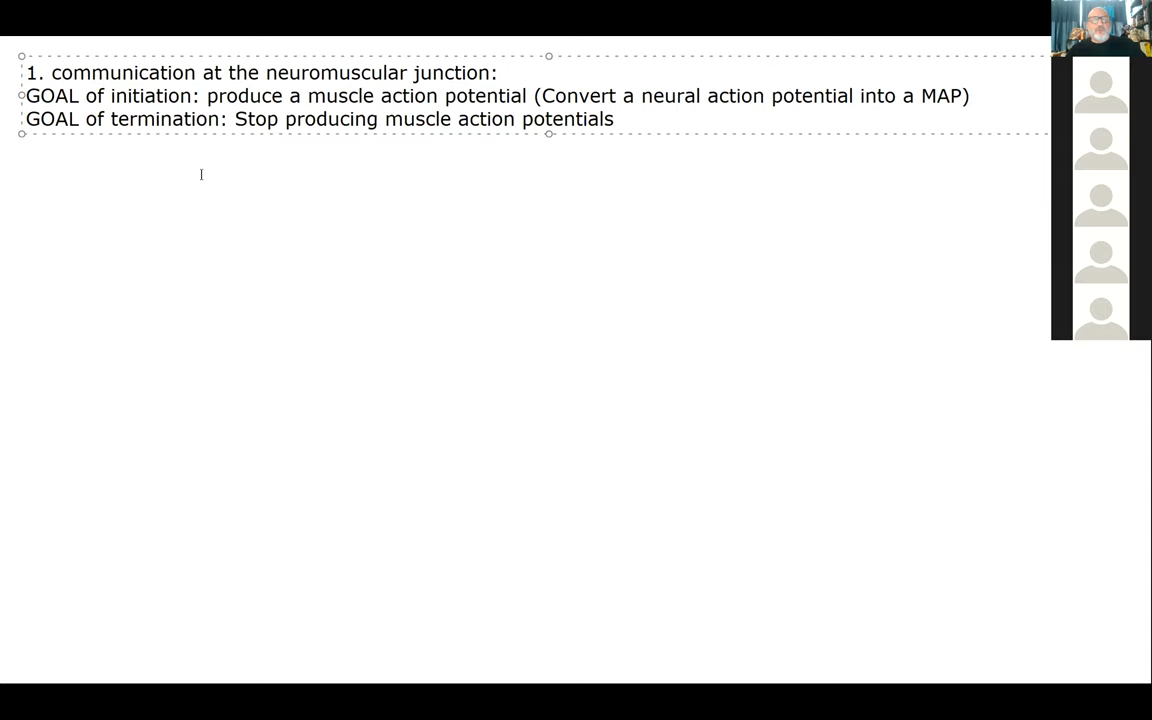 1. communication at the neuromuscular junction:
GOAL of initiation: produce a muscle action potential (Convert a neural action potential into a MAP)
GOAL of termination: Stop producing muscle action potentials